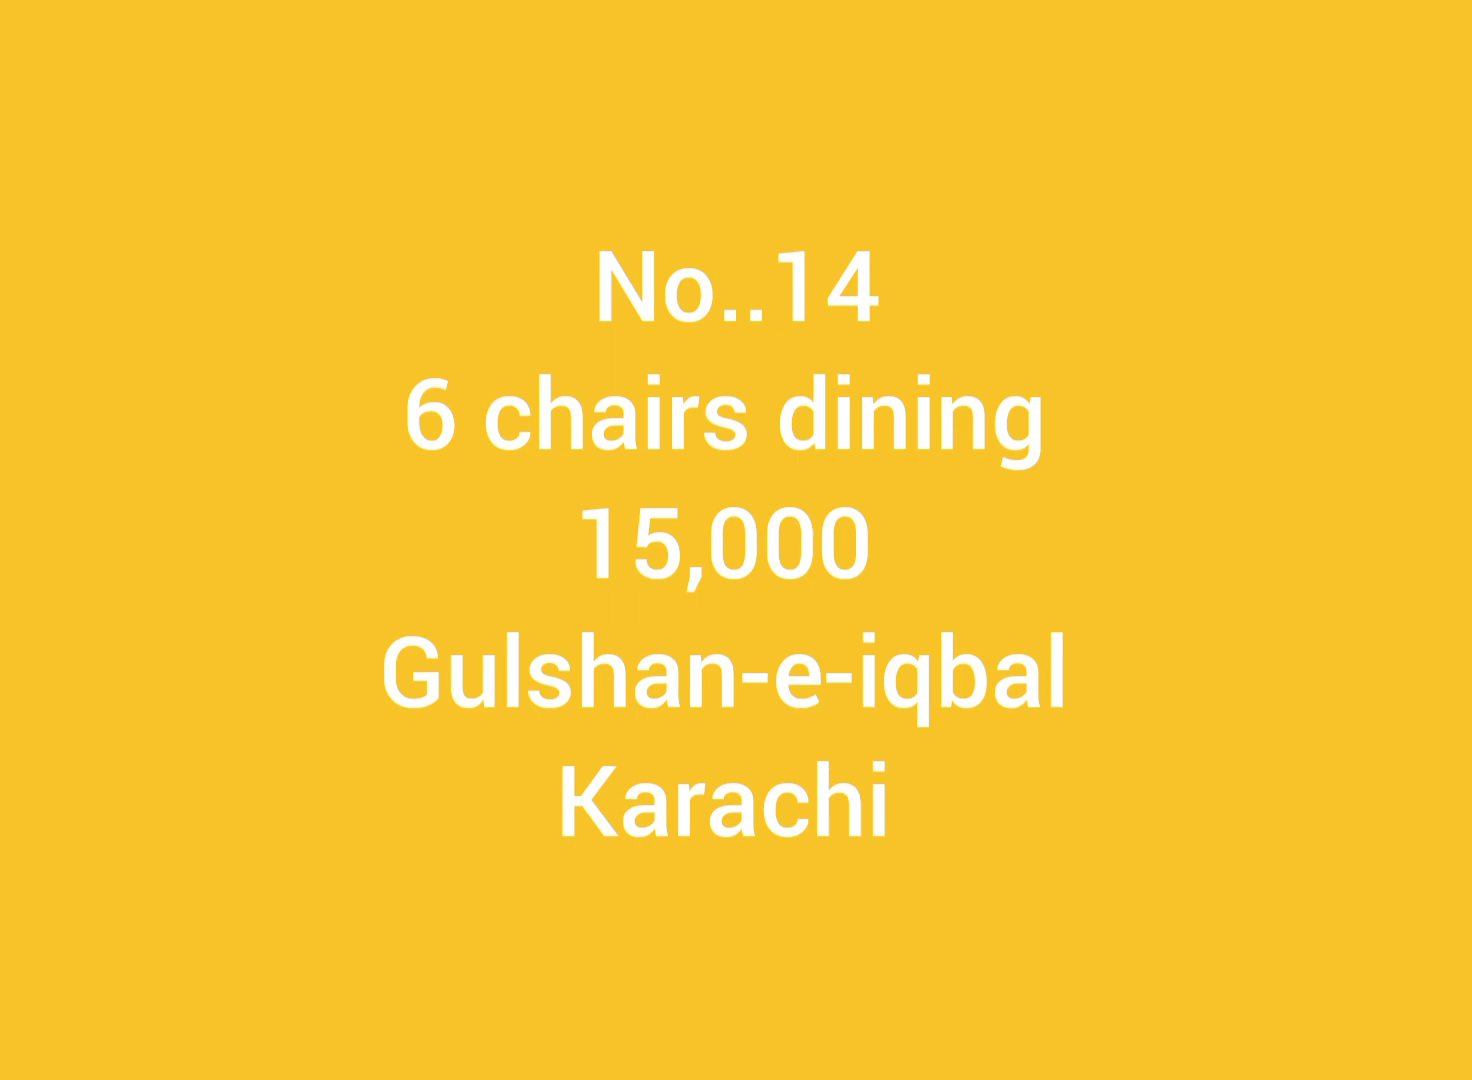 No..14
6 chairs dining
15,000
Gulshan-e-iqbal
Karachi